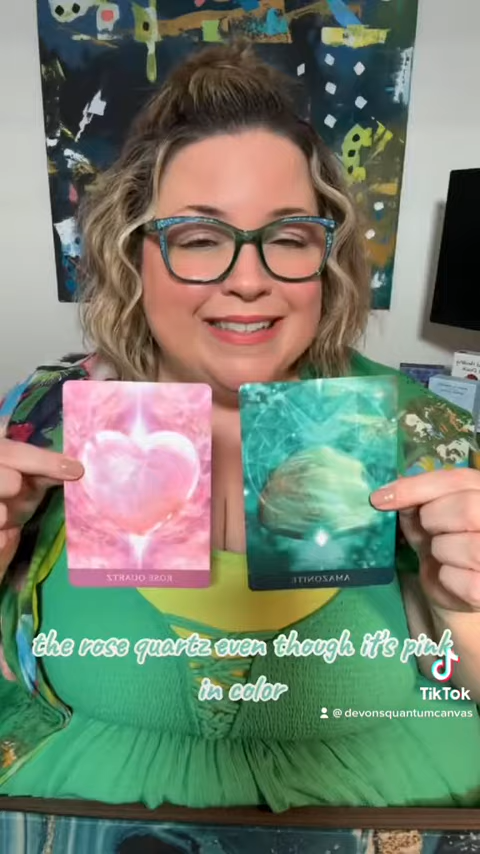 ROSE QUARTZ
AMAZONITE
the rose quartz even though it's pink
in color
TikTok
@devonsquantumcanvas